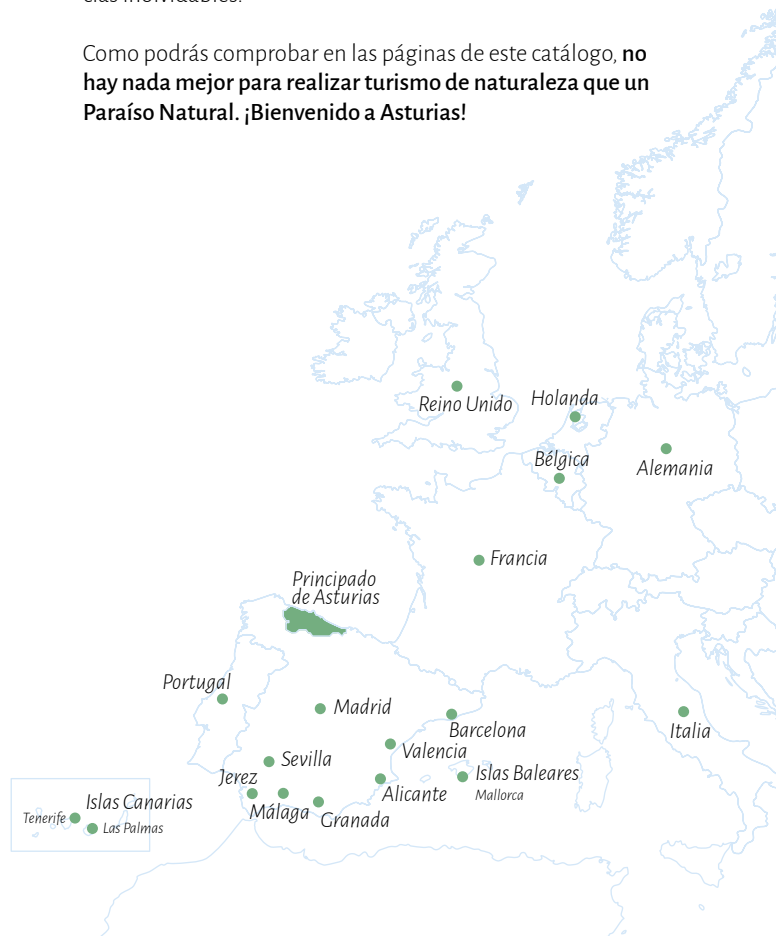 Como podrás comprobar en las páginas de este catálogo, no
hay nada mejor para realizar turismo de naturaleza que un
Paraíso Natural. ¡Bienvenido a Asturias!
Reino Unido
Holanda
Bélgica
Alemania
Francia
Principado
de Asturias
Portugal
Madrid
Barcelona
Italia
Valencia
Sevilla
Islas Baleares
Mallorca
Jerez
Alicante
Málaga
Granada
Islas Canarias
Tenerife
Las Palmas